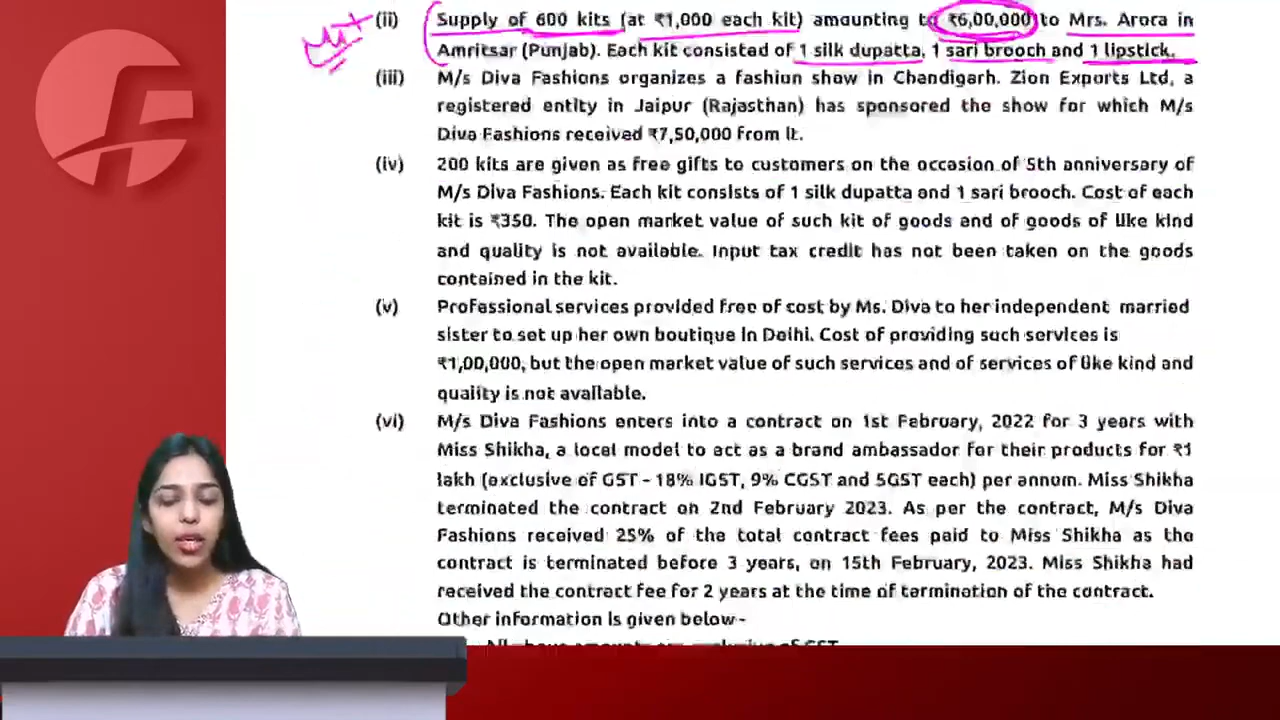 (ii) Supply of 600 kits (at ₹1,000 each kit) amounting to ₹6,00,000 to Mrs. Arora in
Amritsar (Punjab). Each kit consisted of 1 silk dupatta, 1 sari brooch and 1 lipstick.
(iii) M/s Diva Fashions organizes a fashion show in Chandigarh. Zion Exports Ltd, a
registered entity in Jaipur (Rajasthan) has sponsored the show for which M/s
Diva Fashions received ₹7,50,000 from it.
(iv) 200 kits are given as free gifts to customers on the occasion of 5th anniversary of
M/s Diva Fashions. Each kit consists of 1 silk dupatta and 1 sari brooch. Cost of each
kit is ₹350. The open market value of such kit of goods and of goods of like kind
and quality is not available. Input tax credit has not been taken on the goods
contained in the kit.
(v) Professional services provided free of cost by Ms. Diva to her independent married
sister to set up her own boutique in Delhi. Cost of providing such services is
₹1,00,000, but the open market value of such services and of services of like kind and
quality is not available.
(vi) M/s Diva Fashions enters into a contract on 1st February, 2022 for 3 years with
Miss Shikha, a local model to act as a brand ambassador for their products for ₹1
lakh (exclusive of GST - 18% IGST, 9% CGST and SGST each) per annum. Miss Shikha
terminated the contract on 2nd February 2023. As per the contract, M/s Diva
Fashions received 25% of the total contract fees paid to Miss Shikha as the
contract is terminated before 3 years, on 15th February, 2023. Miss Shikha had
received the contract fee for 2 years at the time of termination of the contract.
Other information is given below-